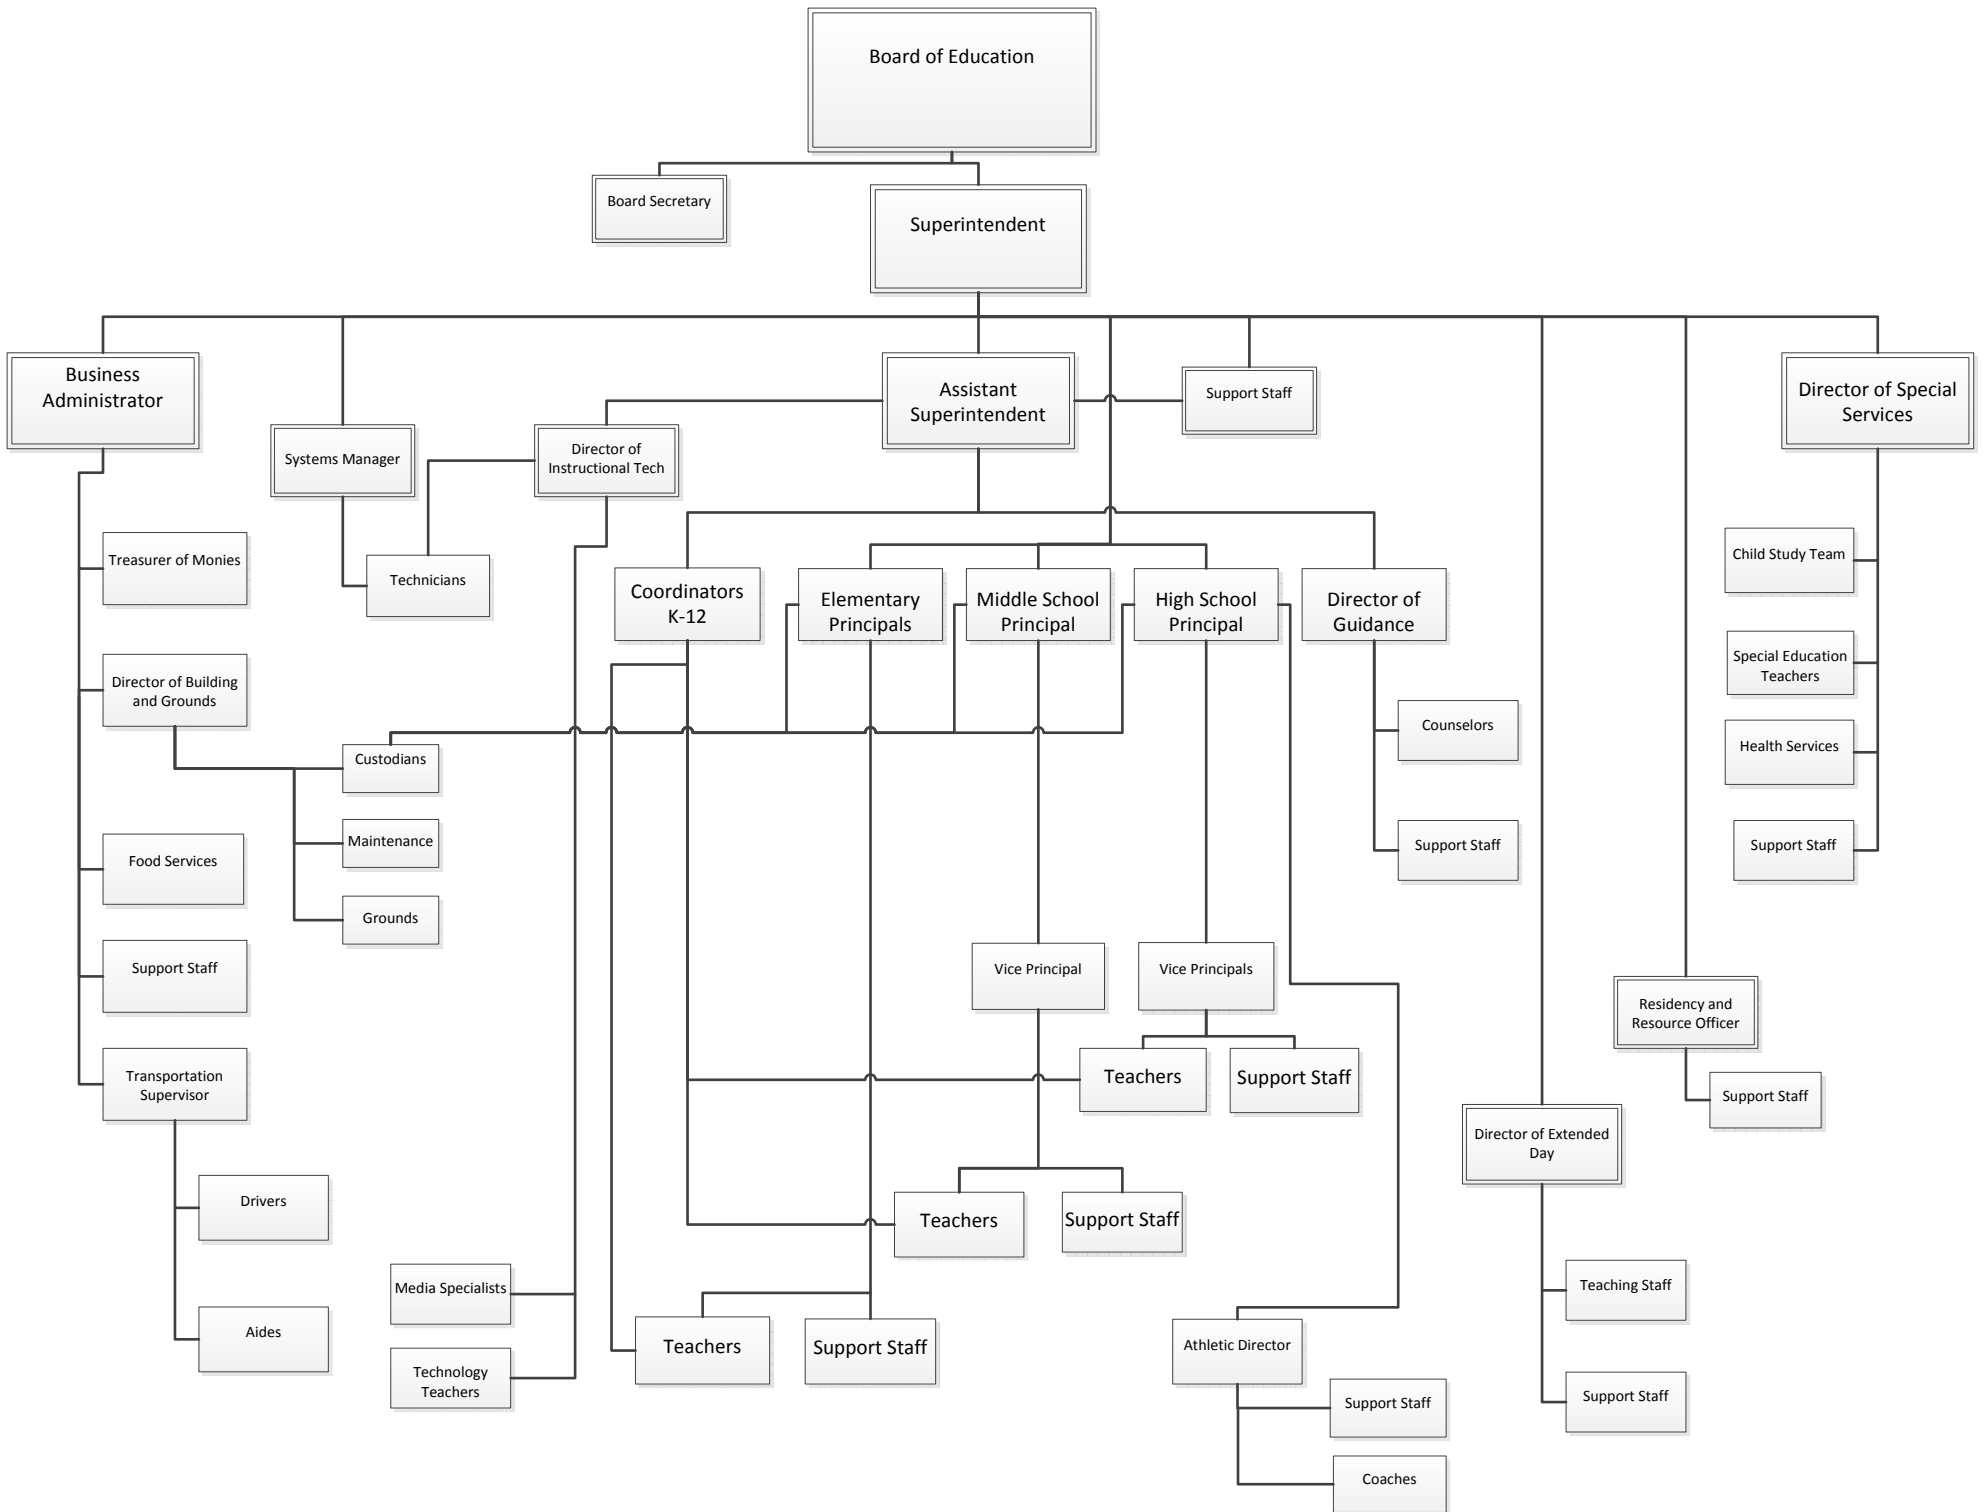 Board of Education
Board Secretary
Superintendent
Business
Administrator
Assistant
Superintendent
Support Staff
Director of Special
Services
Systems Manager
Director of
Instructional Tech
Treasurer of Monies
Technicians
Coordinators
K-12
Elementary
Principals
Middle School
Principal
High School
Principal
Director of
Guidance
Child Study Team
Special Education
Teachers
Director of Building
and Grounds
Counselors
Health Services
Custodians
Maintenance
Support Staff
Support Staff
Food Services
Grounds
Support Staff
Vice Principal
Vice Principals
Residency and
Resource Officer
Transportation
Supervisor
Teachers
Support Staff
Support Staff
Director of Extended
Day
Drivers
Teachers
Support Staff
Media Specialists
Teaching Staff
Aides
Teachers
Support Staff
Athletic Director
Technology
Teachers
Support Staff
Support Staff
Coaches